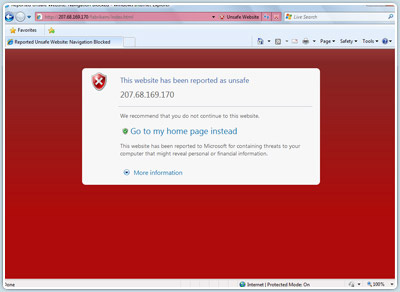 Reported Unsafe Website: Navigation Blocked - Windows Internet Explorer
http://207.68.169.170/ Unsafe Website Live Search
Favorites
Reported Unsafe Website: Navigation Blocked Page Safety Tools
This website has been reported as unsafe
207.68.169.170
We recommend that you do not continue to this website.
Go to my home page instead
This website has been reported to Microsoft for containing threats to your
computer that might reveal personal or financial information.
More information
Done Internet | Protected Mode: On 100%